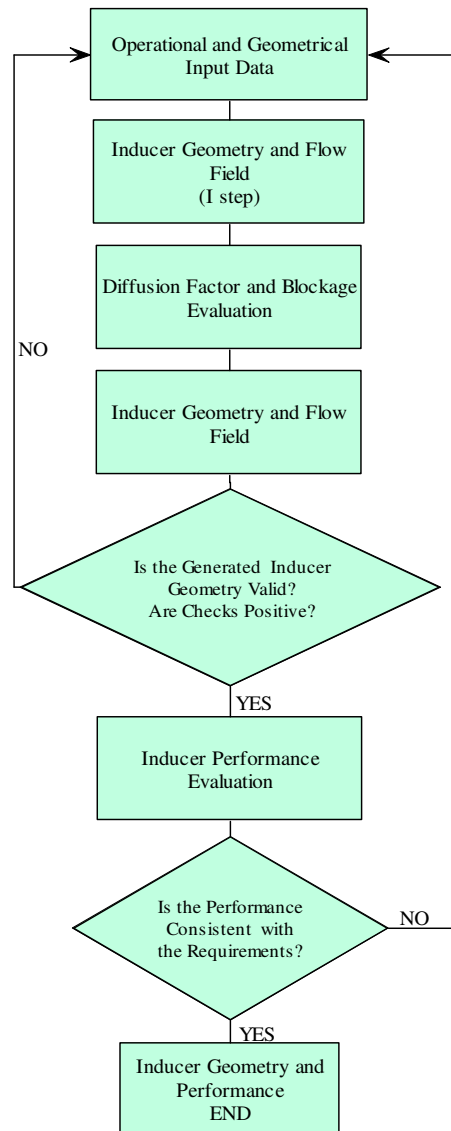 Operational and Geometrical
Input Data
Inducer Geometry and Flow
Field
(I step)
Diffusion Factor and Blockage
Evaluation
NO
Inducer Geometry and Flow
Field
Is the Generated Inducer
Geometry Valid?
Are Checks Positive?
YES
Inducer Performance
Evaluation
Is the Performance
Consistent with
the Requirements?
NO
YES
Inducer Geometry and
Performance
END